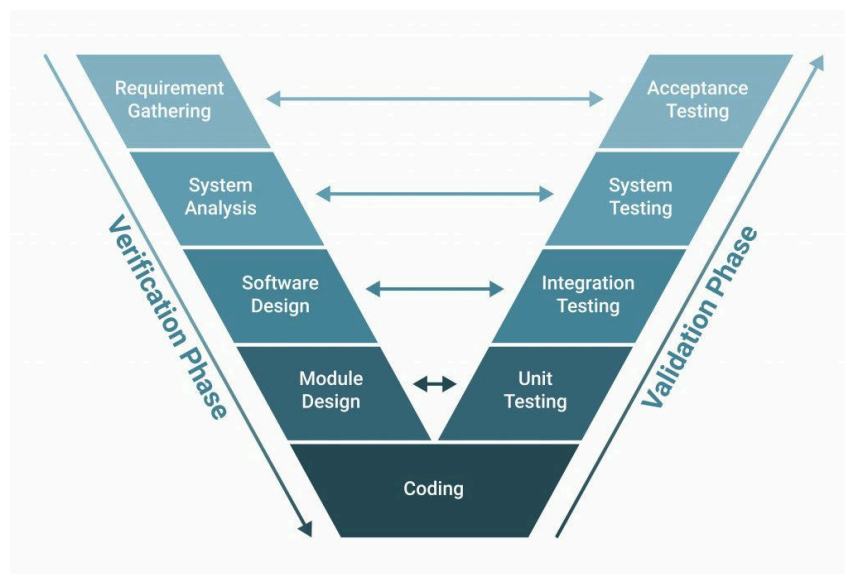 Requirement
Gathering
Acceptance
Testing
System
Analysis
System
Testing
Software
Design
Integration
Testing
Module
Design
Unit
Testing
Coding
Verification Phase
Validation Phase